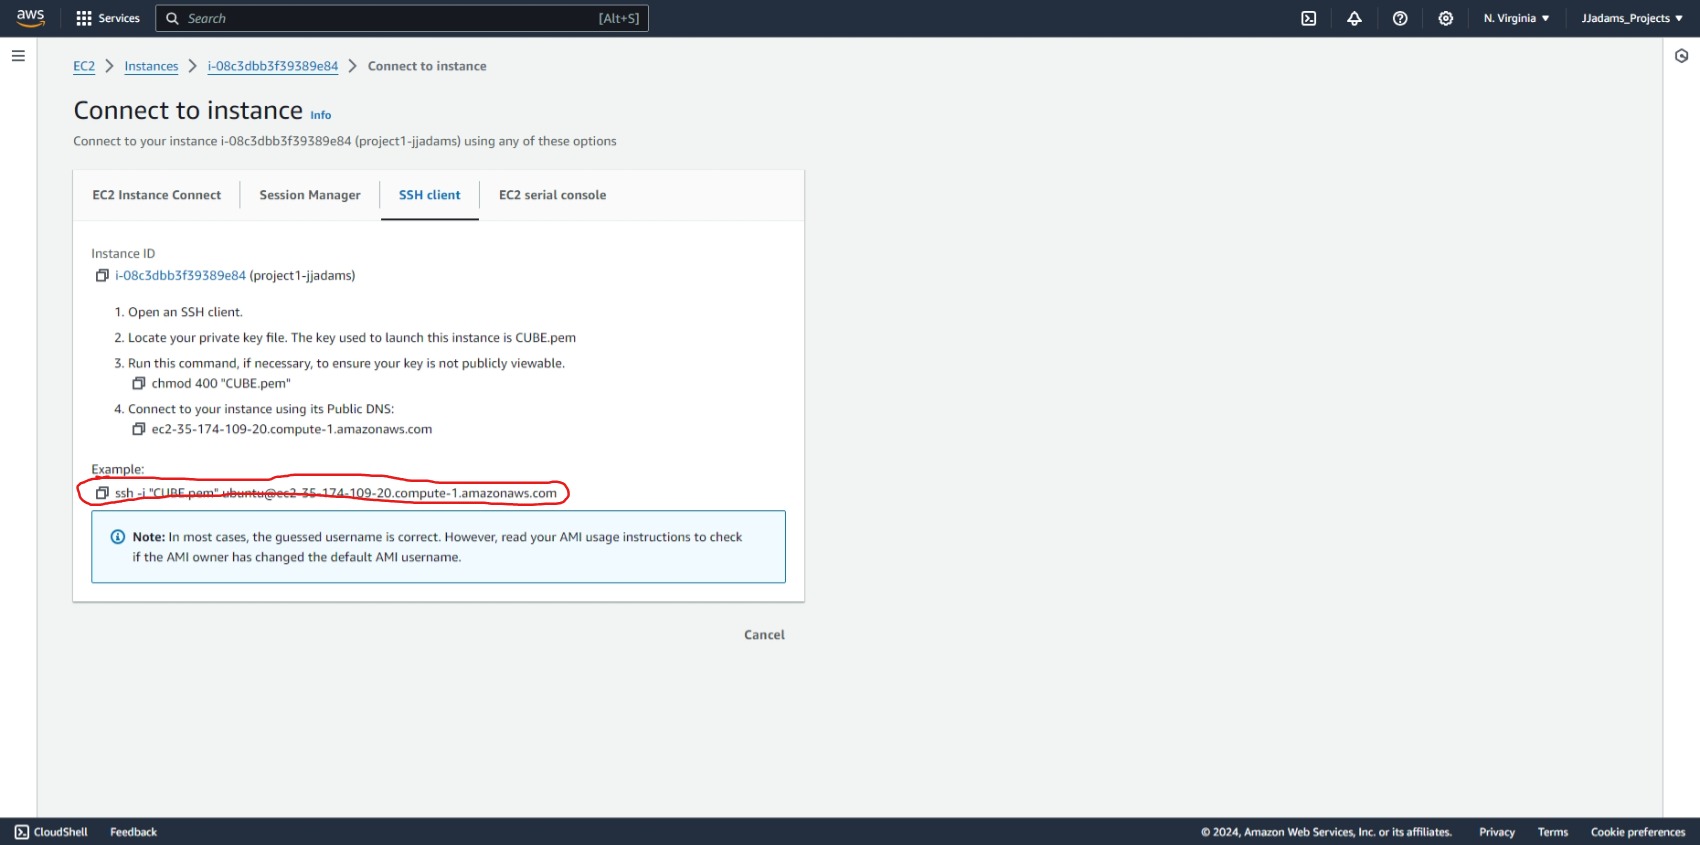 aws Services Search [Alt+S] N. Virginia JJadams_Projects
EC2 Instances i-08c3dbb3f39389e84 Connect to instance
Connect to instance Info
Connect to your instance i-08c3dbb3f39389e84 (project1-jjadams) using any of these options
EC2 Instance Connect Session Manager SSH client EC2 serial console
Instance ID
i-08c3dbb3f39389e84 (project1-jjadams)
1. Open an SSH client.
2. Locate your private key file. The key used to launch this instance is CUBE.pem
3. Run this command, if necessary, to ensure your key is not publicly viewable.
chmod 400 "CUBE.pem"
4. Connect to your instance using its Public DNS:
ec2-35-174-109-20.compute-1.amazonaws.com
Example:
ssh -i "CUBE.pem" ubuntu@ec2-35-174-109-20.compute-1.amazonaws.com
Note: In most cases, the guessed username is correct. However, read your AMI usage instructions to check
if the AMI owner has changed the default AMI username.
Cancel
CloudShell Feedback © 2024, Amazon Web Services, Inc. or its affiliates. Privacy Terms Cookie preferences